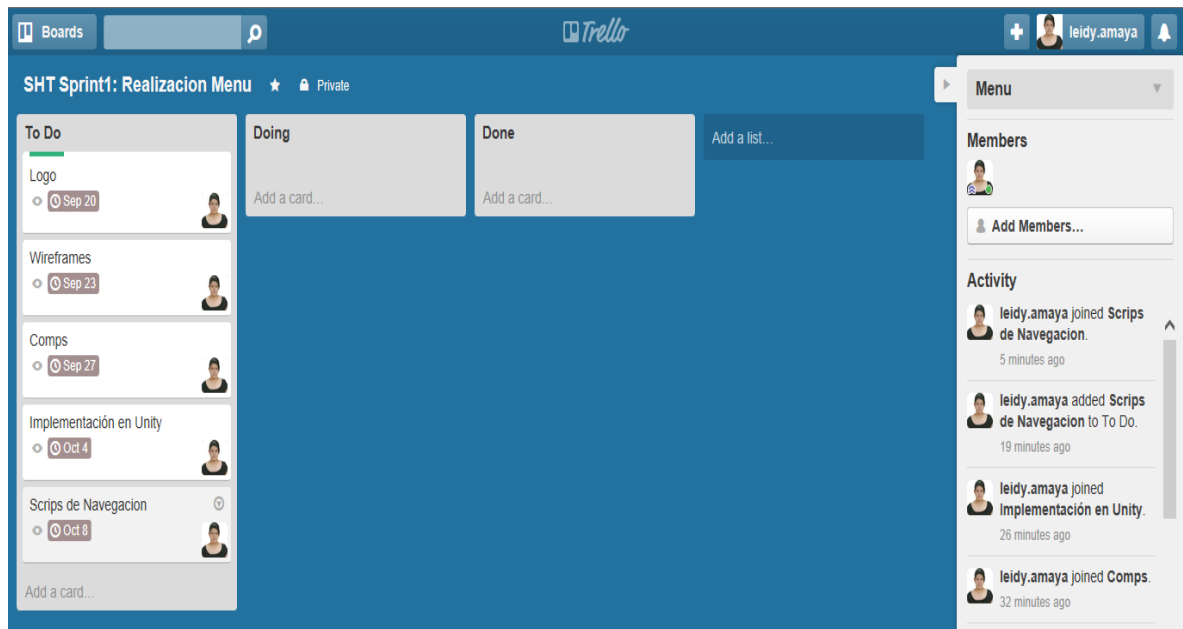 Boards
Trello
leidy.amaya
SHT Sprint1: Realizacion Menu
Private
To Do
Logo
Sep 20
Wireframes
Sep 23
Comps
Sep 27
Implementación en Unity
Oct 4
Scrips de Navegacion
Oct 8
Add a card...
Doing
Add a card...
Done
Add a card...
Add a list...
Menu
Members
Add Members...
Activity
leidy.amaya joined Scrips
de Navegacion.
5 minutes ago
leidy.amaya added Scrips
de Navegacion to To Do.
19 minutes ago
leidy.amaya joined
Implementación en Unity.
26 minutes ago
leidy.amaya joined Comps.
32 minutes ago